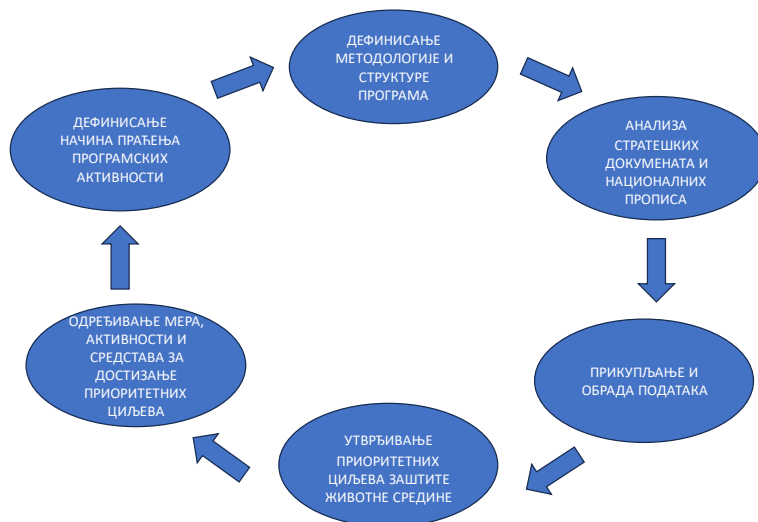 ДЕФИНИСАЊЕ
МЕТОДОЛОГИЈЕ И
СТРУКТУРЕ
ПРОГРАМА
АНАЛИЗА
СТРАТЕШКИХ
ДОКУМЕНАТА И
НАЦИОНАЛНИХ
ПРОПИСА
ПРИКУПЉАЊЕ И
ОБРАДА ПОДАТАКА
УТВРЂИВАЊЕ
ПРИОРИТЕТНИХ
ЦИЉЕВА ЗАШТИТЕ
ЖИВОТНЕ СРЕДИНЕ
ОДРЕЂИВАЊЕ МЕРА,
АКТИВНОСТИ И
СРЕДСТАВА ЗА
ДОСТИЗАЊЕ
ПРИОРИТЕТНИХ
ЦИЉЕВА
ДЕФИНИСАЊЕ
НАЧИНА ПРАЋЕЊА
ПРОГРАМСКИХ
АКТИВНОСТИ